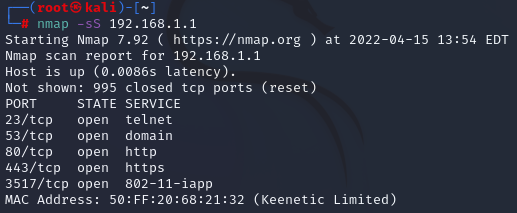 ┌──(root㉿kali)-[~]
└─# nmap -sS 192.168.1.1
Starting Nmap 7.92 ( https://nmap.org ) at 2022-04-15 13:54 EDT
Nmap scan report for 192.168.1.1
Host is up (0.0086s latency).
Not shown: 995 closed tcp ports (reset)
PORT     STATE SERVICE
23/tcp   open  telnet
53/tcp   open  domain
80/tcp   open  http
443/tcp  open  https
3517/tcp open  802-11-iapp
MAC Address: 50:FF:20:68:21:32 (Keenetic Limited)